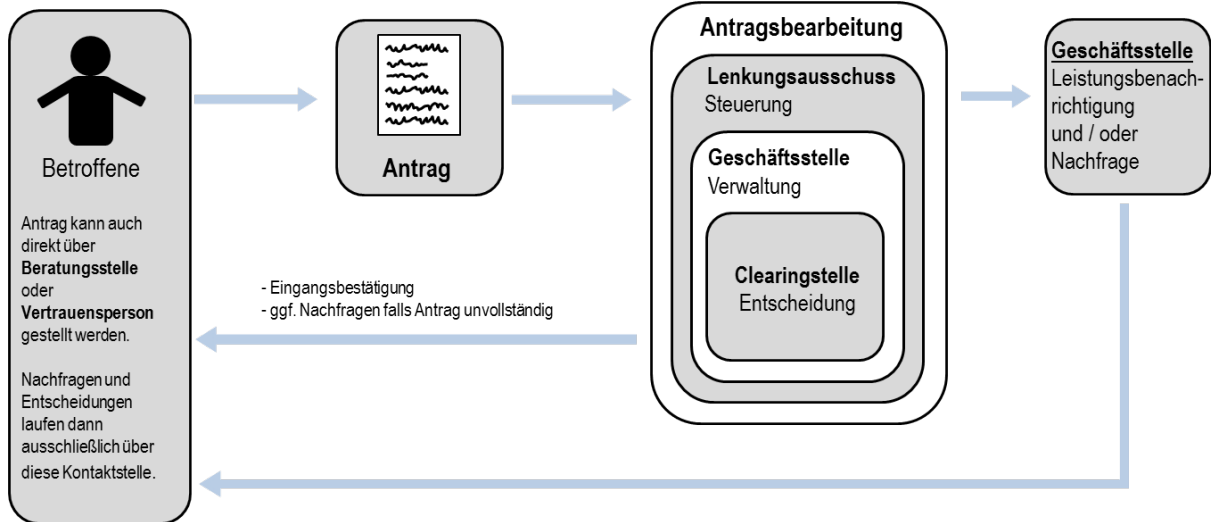 Betroffene
Antrag kann auch
direkt über
Beratungsstelle
oder
Vertrauensperson
gestellt werden.
Nachfragen und
Entscheidungen
laufen dann
ausschließlich über
diese Kontaktstelle.
Antrag
- Eingangsbestätigung
- ggf. Nachfragen falls Antrag unvollständig
Antragsbearbeitung
Lenkungsausschuss
Steuerung
Geschäftsstelle
Verwaltung
Clearingstelle
Entscheidung
Geschäftsstelle
Leistungsbenach-
richtigung
und / oder
Nachfrage